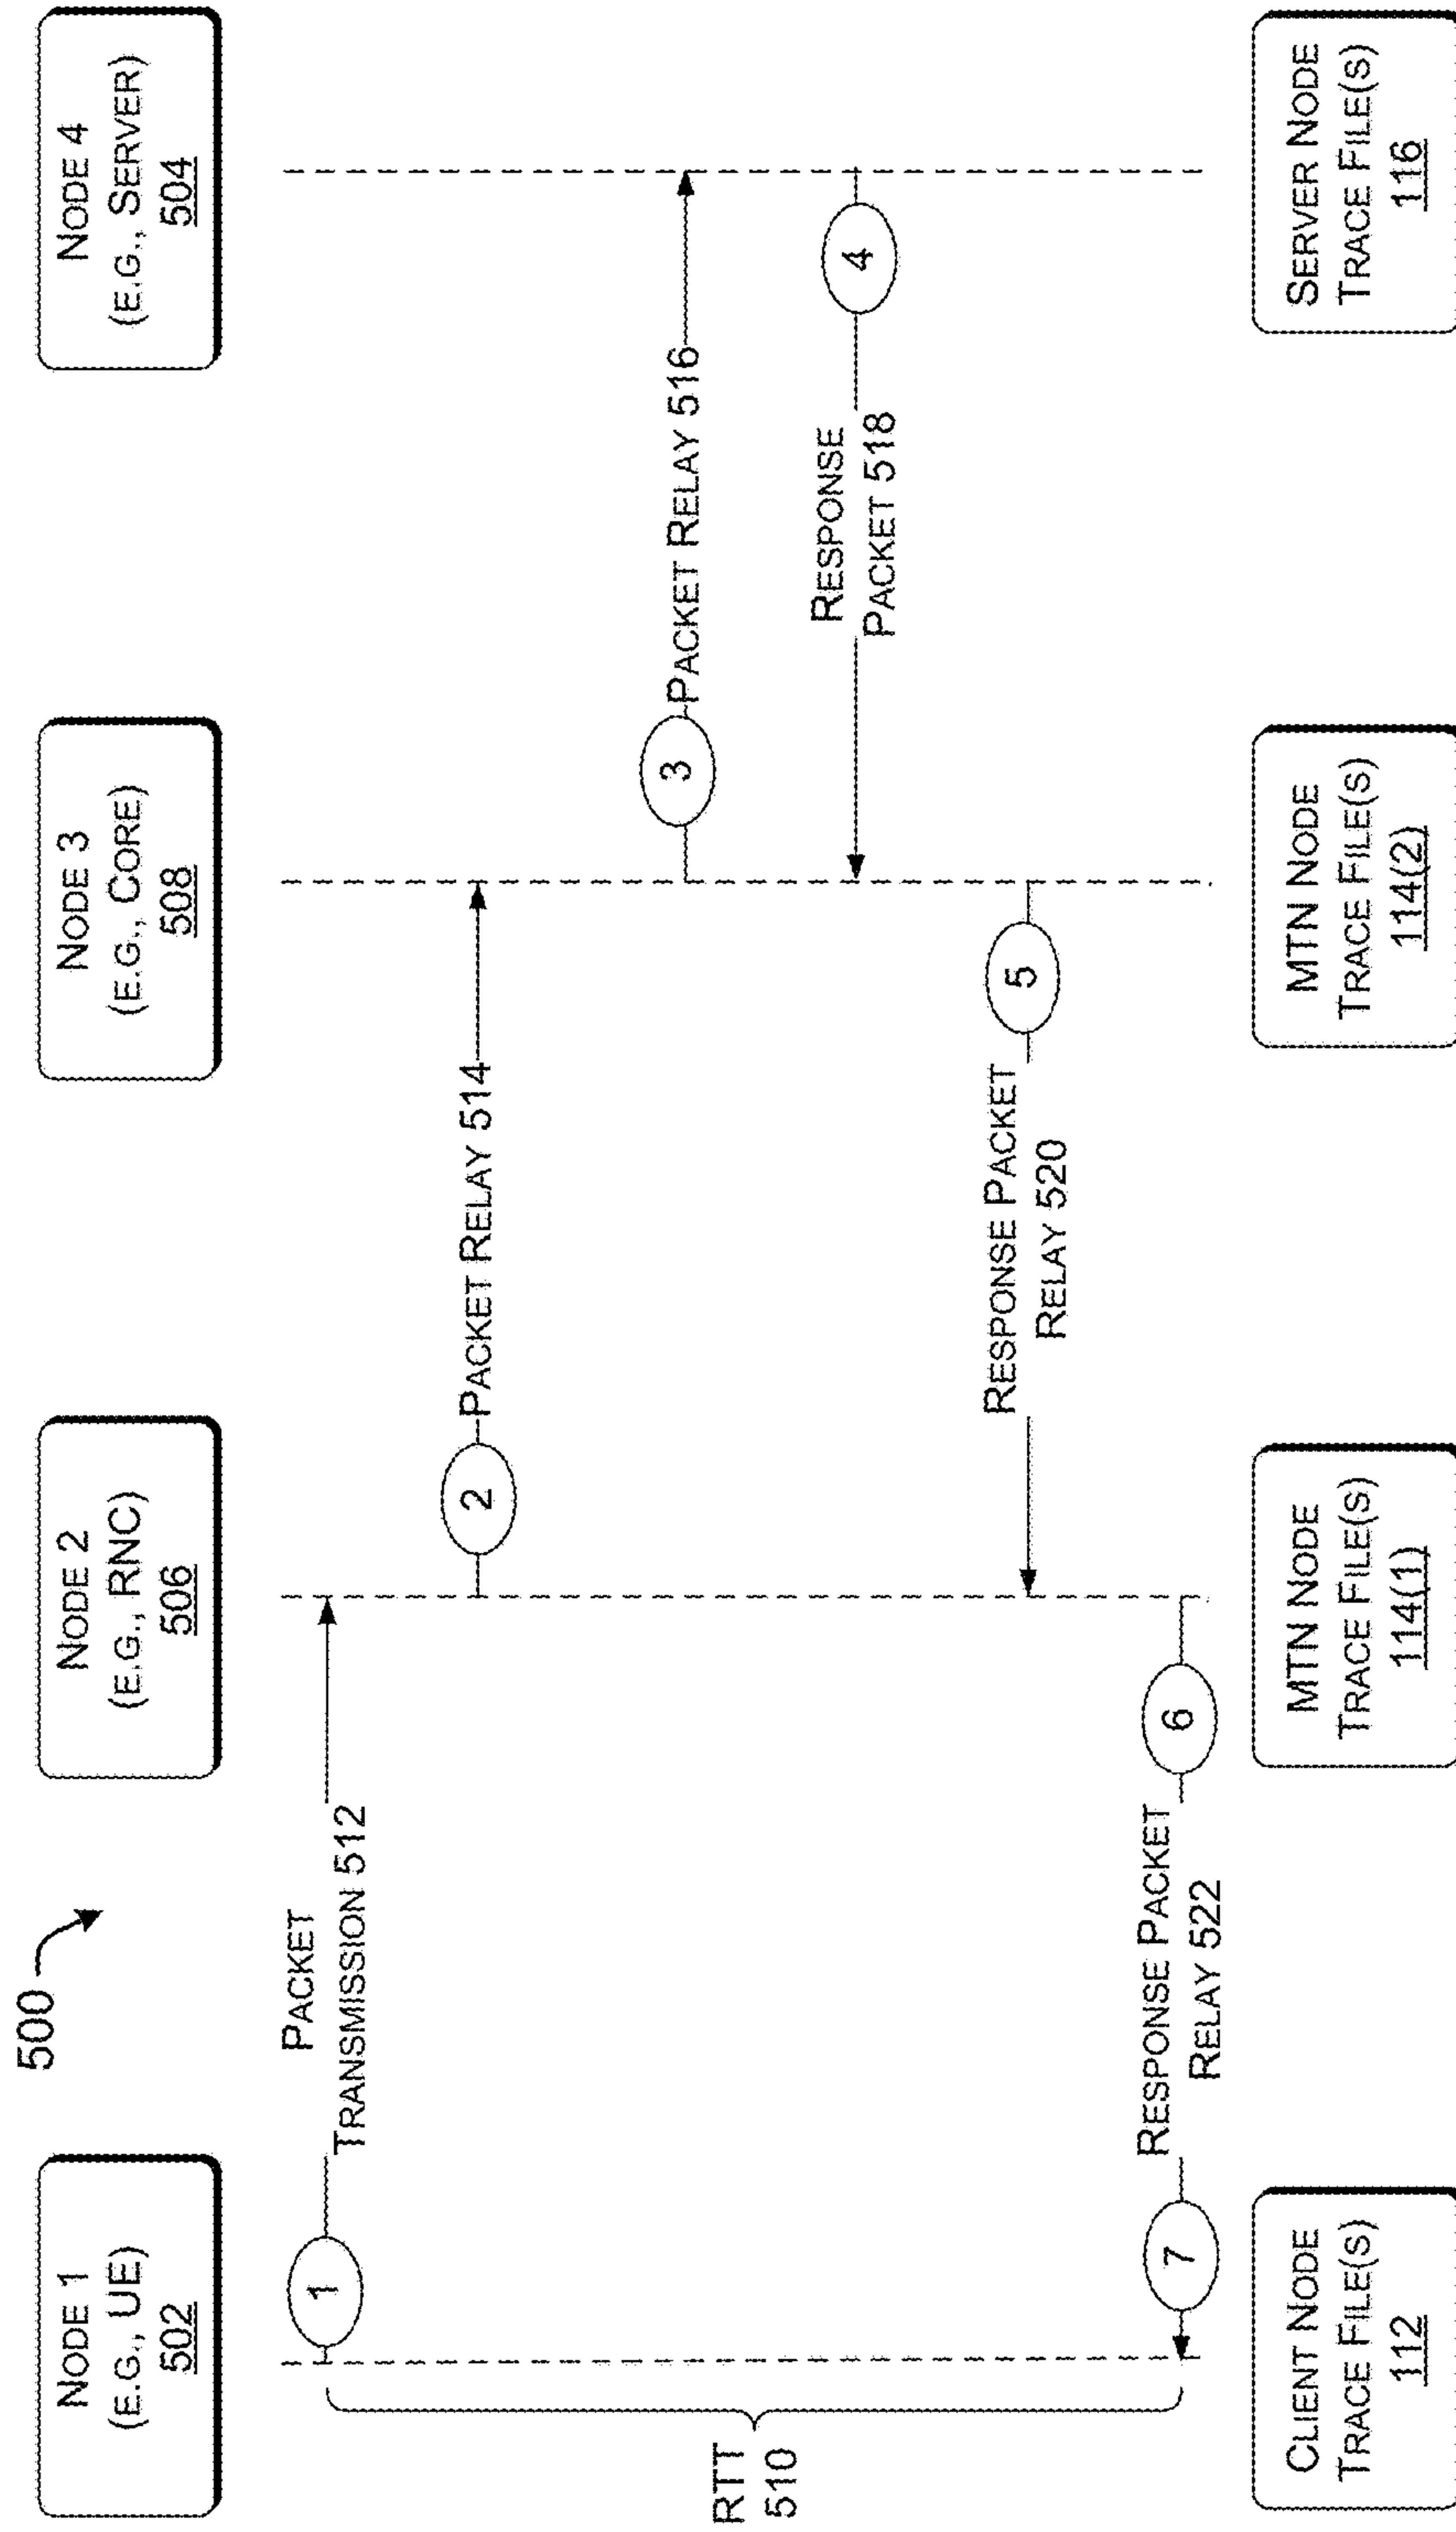 500
NODE 1
(E.G., UE)
502
NODE 2
(E.G., RNC)
506
NODE 3
(E.G., CORE)
508
NODE 4
(E.G., SERVER)
504
1
PACKET
TRANSMISSION 512
2
PACKET RELAY 514
3
PACKET RELAY 516
RESPONSE
PACKET 518
4
RESPONSE PACKET
RELAY 520
5
RESPONSE PACKET
RELAY 522
6
7
RTT
510
CLIENT NODE
TRACE FILE(S)
112
MTN NODE
TRACE FILE(S)
114(1)
MTN NODE
TRACE FILE(S)
114(2)
SERVER NODE
TRACE FILE(S)
116